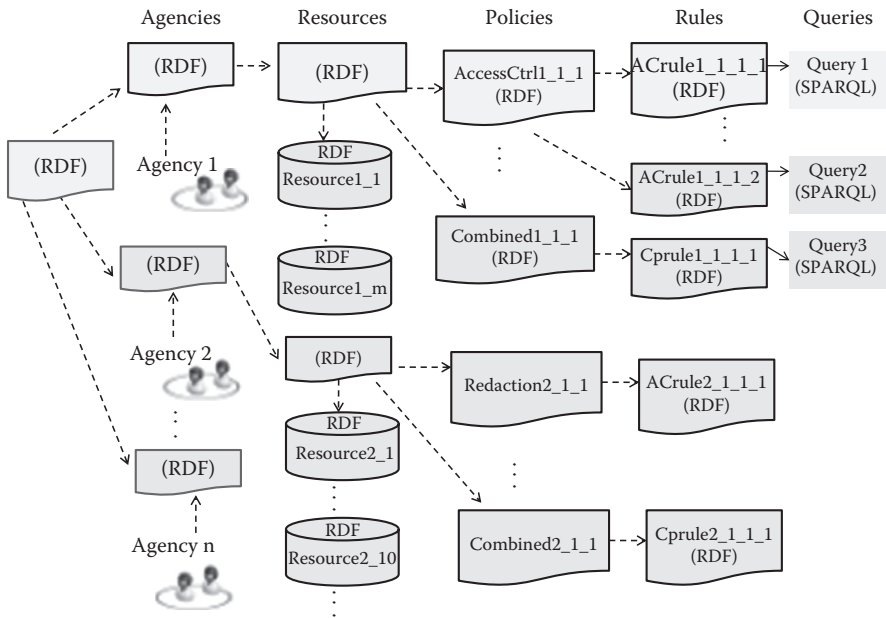 Agencies
Resources
Policies
Rules
Queries
(RDF)
(RDF)
(RDF)
AccessCtrl1_1_1
(RDF)
ACrule1_1_1_1
(RDF)
Query 1
(SPARQL)
Agency 1
RDF
Resource1_1
ACrule1_1_1_2
(RDF)
Query2
(SPARQL)
(RDF)
RDF
Resource1_m
Combined1_1_1
(RDF)
Cprule1_1_1_1
(RDF)
Query3
(SPARQL)
Agency 2
(RDF)
Redaction2_1_1
ACrule2_1_1_1
(RDF)
(RDF)
RDF
Resource2_1
Agency n
RDF
Resource2_10
Combined2_1_1
Cprule2_1_1_1
(RDF)